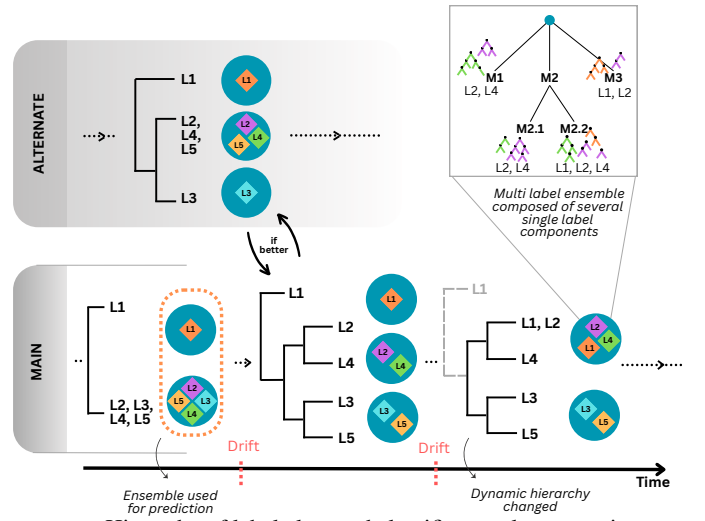 ALTERNATE
L1
L2,
L4,
L5
L3
L1
L2
L4
L5
L3
if
better
M1
L2, L4
M2
M3
L1, L2
M2.1
L2, L4
M2.2
L1, L2, L4
Multi label ensemble
composed of several
single label
components
MAIN
L1
L2, L3,
L4, L5
L1
L2
L5
L3
L4
L1
L2
L4
L3
L5
L1
L2
L4
L3
L5
L1
L1, L2
L4
L3
L5
L2
L4
L1
L3
L5
Drift
Drift
Time
Ensemble used
for prediction
Dynamic hierarchy
changed